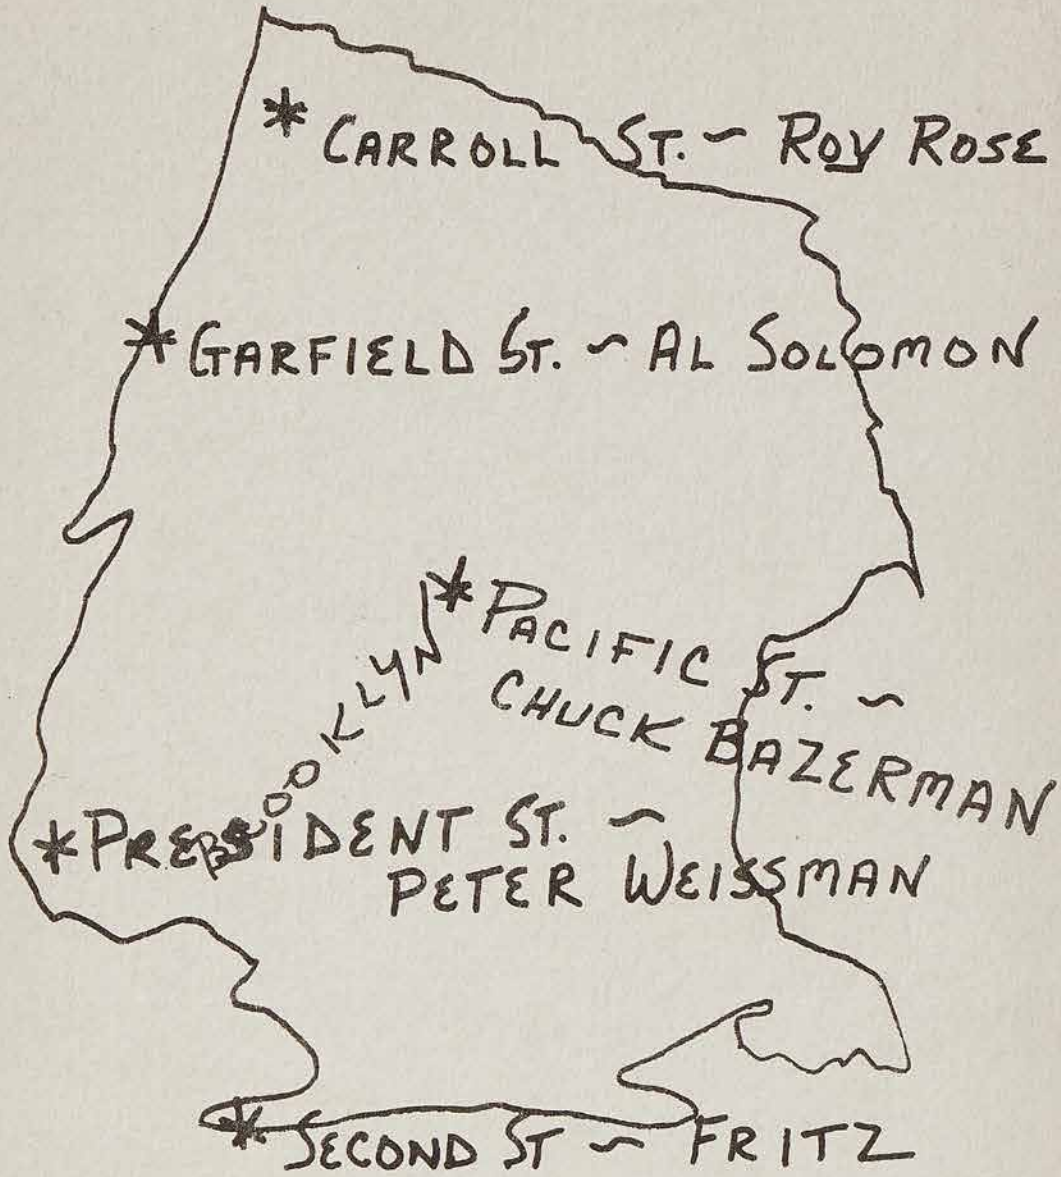 * CARROLL ST. ~ ROY ROSE
* GARFIELD ST. ~ AL SOLOMON
* PACIFIC ST. ~
CHUCK BAZERMAN
BROOKLYN
* PRESIDENT ST. ~
PETER WEISSMAN
* SECOND ST ~ FRITZ